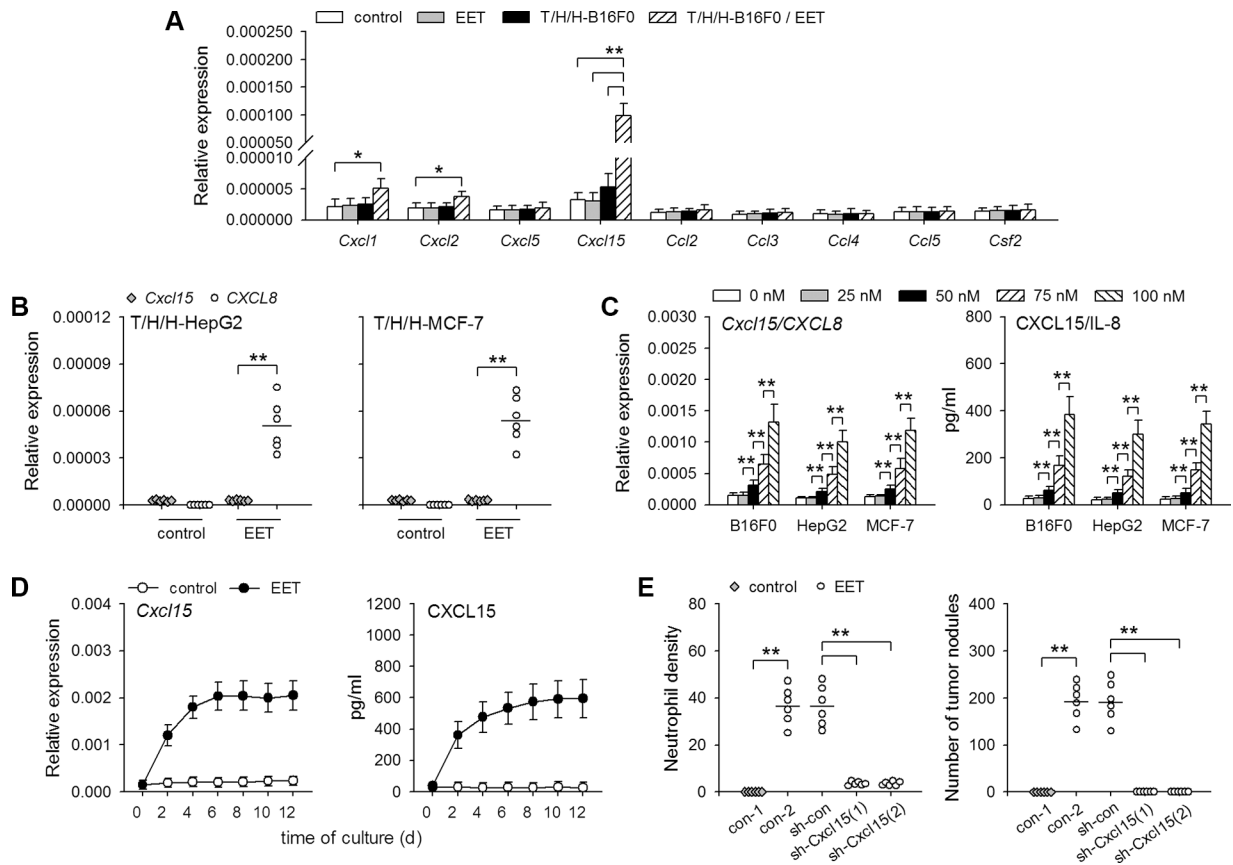 A
control EET T/H/H-B16F0 T/H/H-B16F0 / EET
Relative expression
0.000250
0.000200
0.000150
0.000100
0.000050
0.000010
0.000005
0.000000
* * **
Cxcl1 Cxcl2 Cxcl5 Cxcl15 Ccl2 Ccl3 Ccl4 Ccl5 Csf2
B
Cxcl15 CXCL8
Relative expression
0.00012
0.00009
0.00006
0.00003
0.00000
T/H/H-HepG2
**
control EET
T/H/H-MCF-7
**
control EET
C
0 nM 25 nM 50 nM 75 nM 100 nM
Relative expression
0.0030
0.0025
0.0020
0.0015
0.0010
0.0005
0.0000
Cxcl15/CXCL8
** ** ** ** ** ** ** ** **
B16F0 HepG2 MCF-7
pg/ml
800
600
400
200
0
CXCL15/IL-8
** ** ** ** ** ** ** ** **
B16F0 HepG2 MCF-7
D
control EET
Relative expression
0.004
0.003
0.002
0.001
0.000
Cxcl15
0 2 4 6 8 10 12
pg/ml
1200
1000
800
600
400
200
0
CXCL15
0 2 4 6 8 10 12
time of culture (d)
E
control EET
Neutrophil density
80
60
40
20
0
** **
con-1 con-2 sh-con sh-Cxcl15(1) sh-Cxcl15(2)
Number of tumor nodules
400
300
200
100
0
** **
con-1 con-2 sh-con sh-Cxcl15(1) sh-Cxcl15(2)